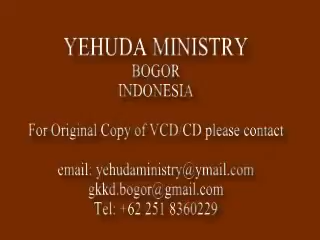 YEHUDA MINISTRY
BOGOR
INDONESIA
For Original Copy of VCD/CD please contact
email: yehudaministry@ymail.com
gkkd.bogor@gmail.com
Tel: +62 251 8360229